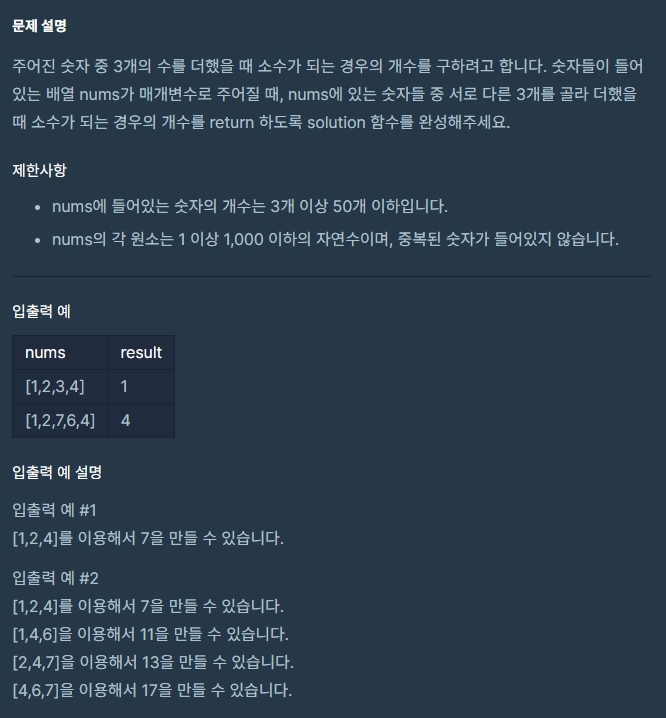 문제 설명
주어진 숫자 중 3개의 수를 더했을 때 소수가 되는 경우의 개수를 구하려고 합니다. 숫자들이 들어
있는 배열 nums가 매개변수로 주어질 때, nums에 있는 숫자들 중 서로 다른 3개를 골라 더했을
때 소수가 되는 경우의 개수를 return 하도록 solution 함수를 완성해주세요.
제한사항
• nums에 들어있는 숫자의 개수는 3개 이상 50개 이하입니다.
• nums의 각 원소는 1 이상 1,000 이하의 자연수이며, 중복된 숫자가 들어있지 않습니다.
입출력 예
nums result
[1,2,3,4] 1
[1,2,7,6,4] 4
입출력 예 설명
입출력 예 #1
[1,2,4]를 이용해서 7을 만들 수 있습니다.
입출력 예 #2
[1,2,4]를 이용해서 7을 만들 수 있습니다.
[1,4,6]을 이용해서 11을 만들 수 있습니다.
[2,4,7]을 이용해서 13을 만들 수 있습니다.
[4,6,7]을 이용해서 17을 만들 수 있습니다.